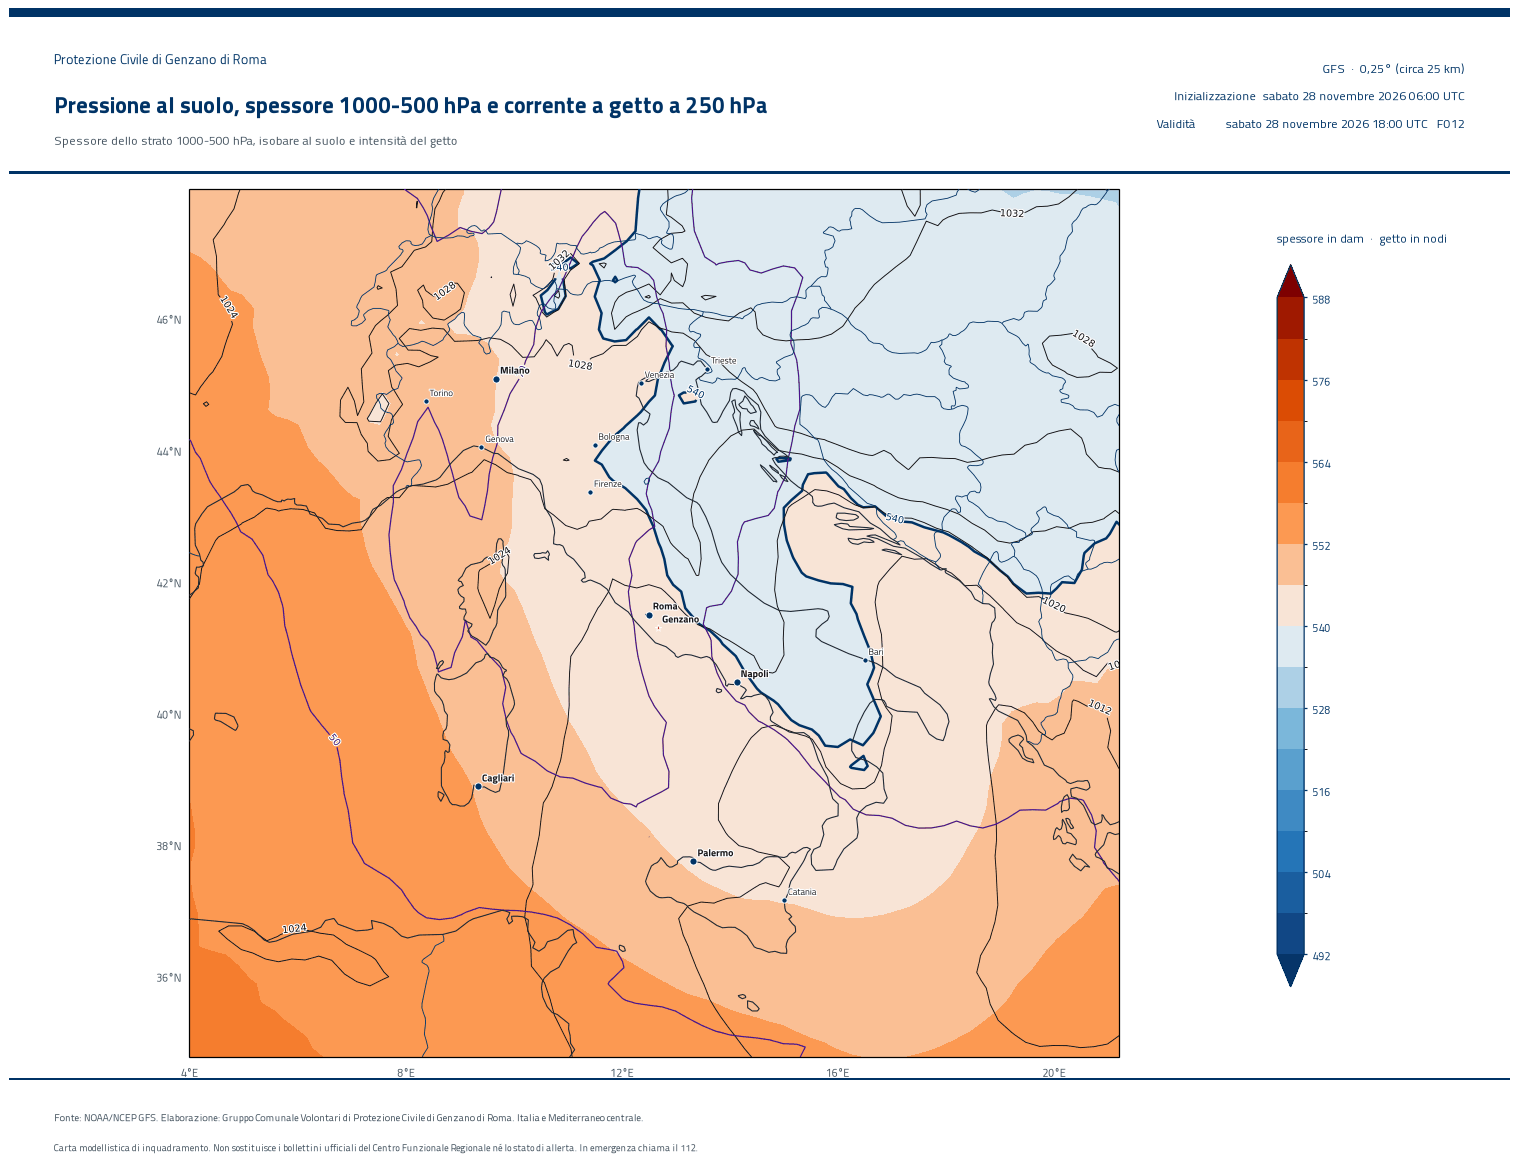 Protezione Civile di Genzano di Roma
Pressione al suolo, spessore 1000-500 hPa e corrente a getto a 250 hPa
Spessore dello strato 1000-500 hPa, isobare al suolo e intensità del getto
GFS · 0,25° (circa 25 km)
Inizializzazione sabato 28 novembre 2026 06:00 UTC
Validità sabato 28 novembre 2026 18:00 UTC F012
spessore in dam · getto in nodi
588
576
564
552
540
528
516
504
492
46°N
44°N
42°N
40°N
38°N
36°N
4°E
8°E
12°E
16°E
20°E
1032
1032
1028
1024
1028
1028
540
Milano
Trieste
Venezia
Torino
Genova
Bologna
Firenze
540
1024
1020
Roma
Genzano
Bari
Napoli
1012
50
Cagliari
Palermo
Catania
1024
Fonte: NOAA/NCEP GFS. Elaborazione: Gruppo Comunale Volontari di Protezione Civile di Genzano di Roma. Italia e Mediterraneo centrale.
Carta modellistica di inquadramento. Non sostituisce i bollettini ufficiali del Centro Funzionale Regionale né lo stato di allerta. In emergenza chiama il 112.